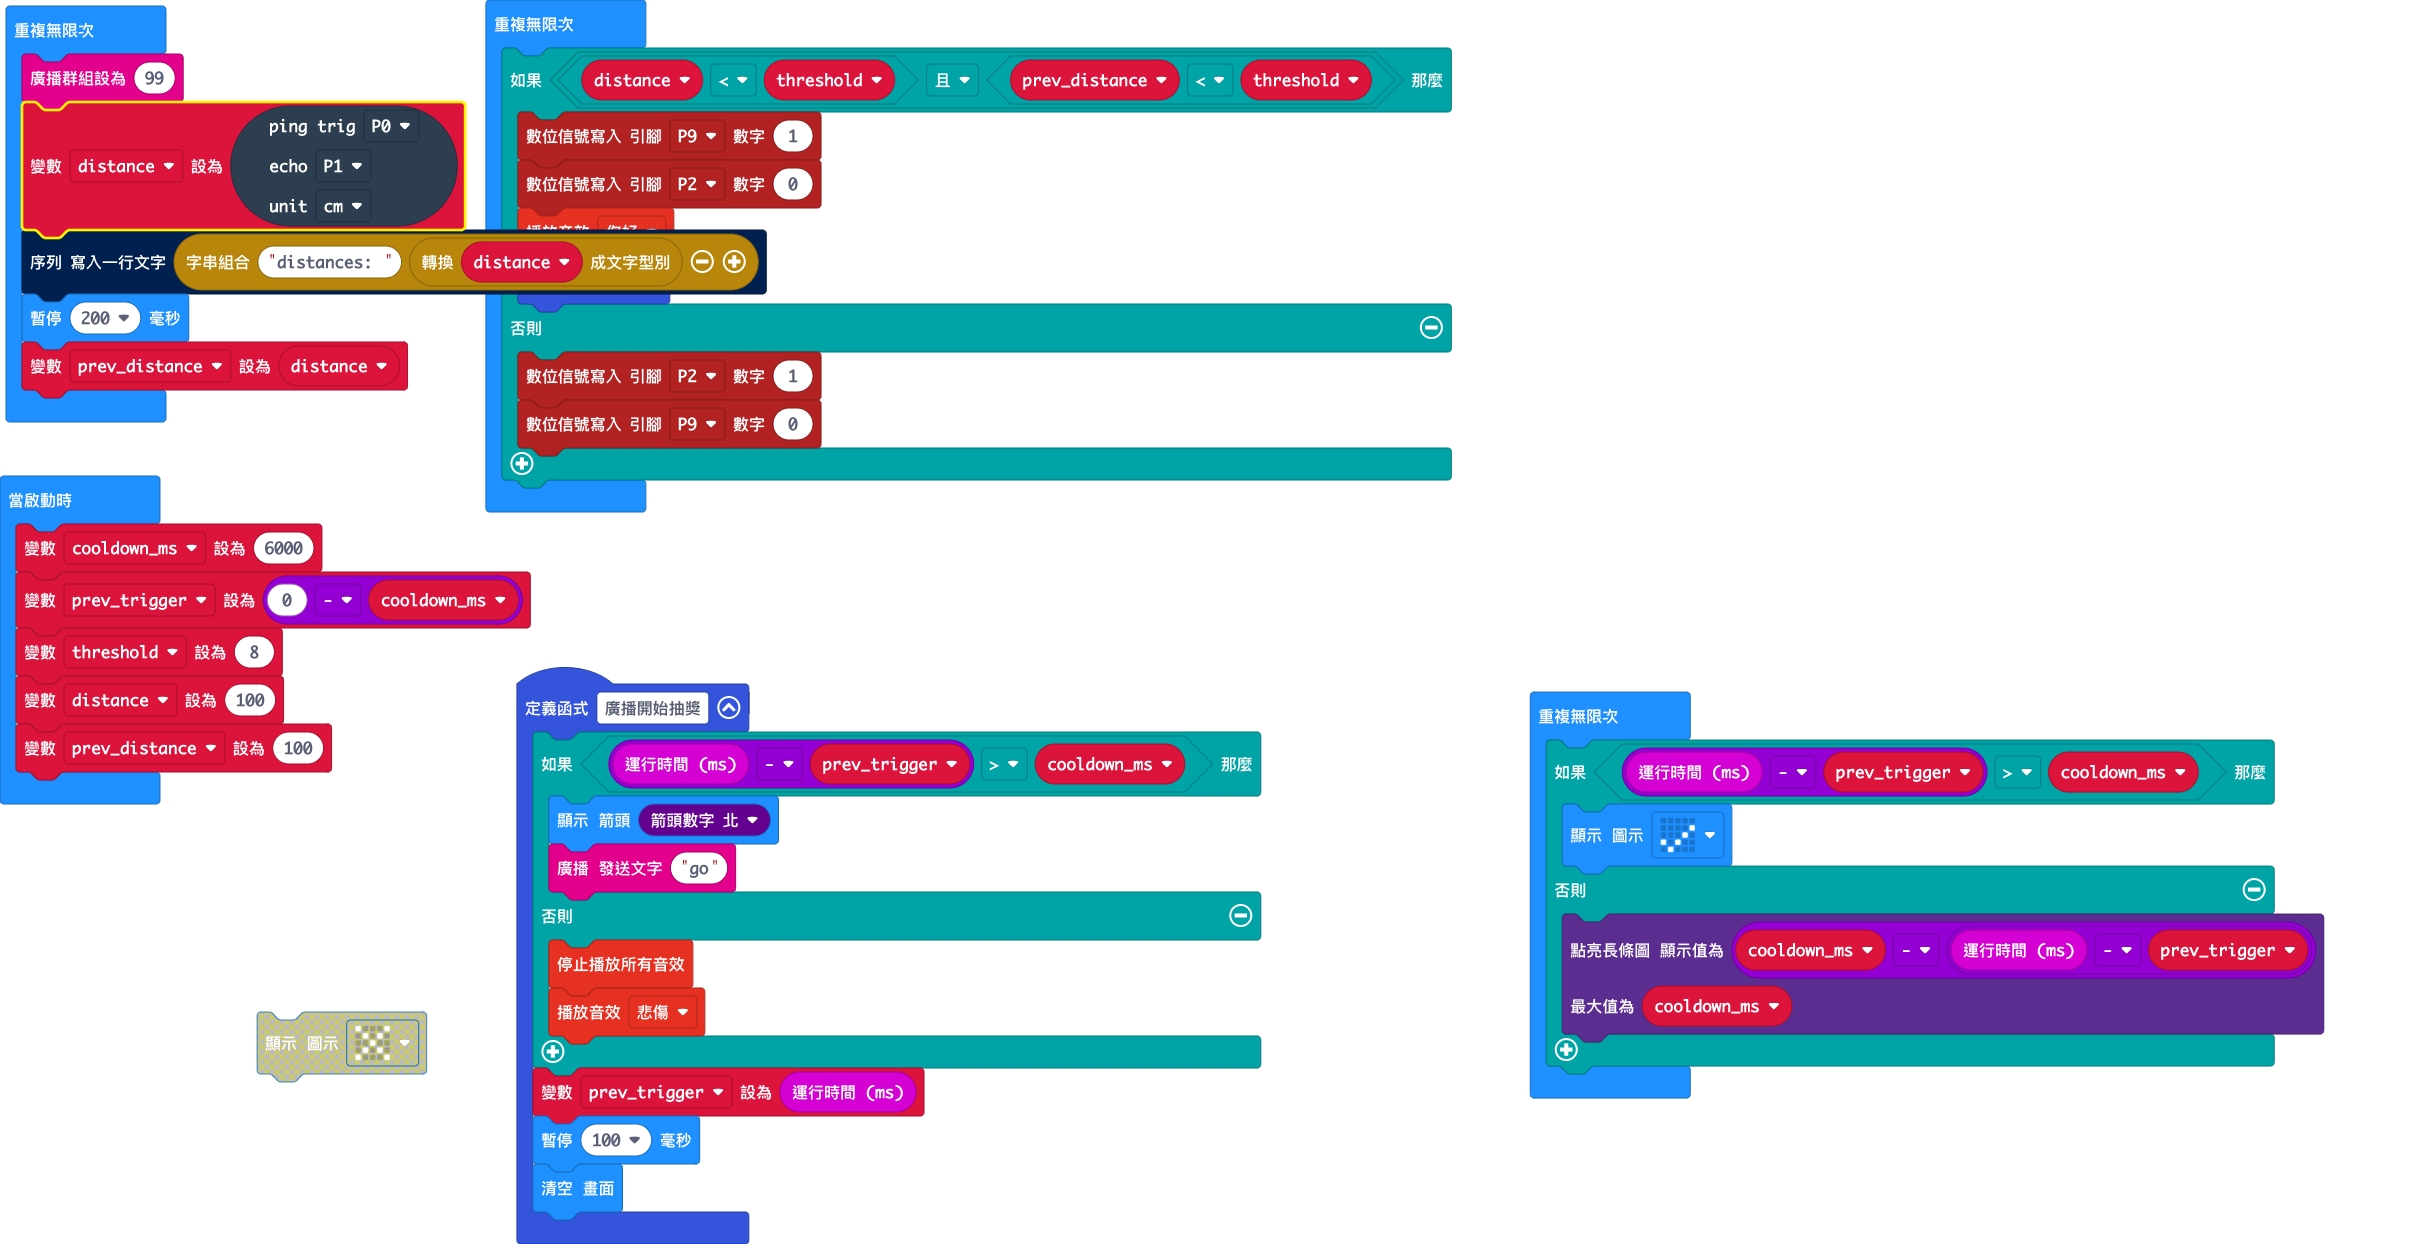 重複無限次
廣播群組設為 99
變數 distance 設為 ping trig P0
echo P1
unit cm
序列 寫入一行文字 字串組合 "distances: " 轉換 distance 成文字型別
暫停 200 毫秒
變數 prev_distance 設為 distance
重複無限次
如果 distance < threshold 且 prev_distance < threshold 那麼
數位信號寫入 引腳 P9 數字 1
數位信號寫入 引腳 P2 數字 0
否則
數位信號寫入 引腳 P2 數字 1
數位信號寫入 引腳 P9 數字 0
當啟動時
變數 cooldown_ms 設為 6000
變數 prev_trigger 設為 0 - cooldown_ms
變數 threshold 設為 8
變數 distance 設為 100
變數 prev_distance 設為 100
顯示 圖示
定義函式 廣播開始抽獎
如果 運行時間 (ms) - prev_trigger > cooldown_ms 那麼
顯示 箭頭 箭頭數字 北
廣播 發送文字 "go"
否則
停止播放所有音效
播放音效 悲傷
變數 prev_trigger 設為 運行時間 (ms)
暫停 100 毫秒
清空 畫面
重複無限次
如果 運行時間 (ms) - prev_trigger > cooldown_ms 那麼
顯示 圖示
否則
點亮長條圖 顯示值為 cooldown_ms - 運行時間 (ms) - prev_trigger
最大值為 cooldown_ms